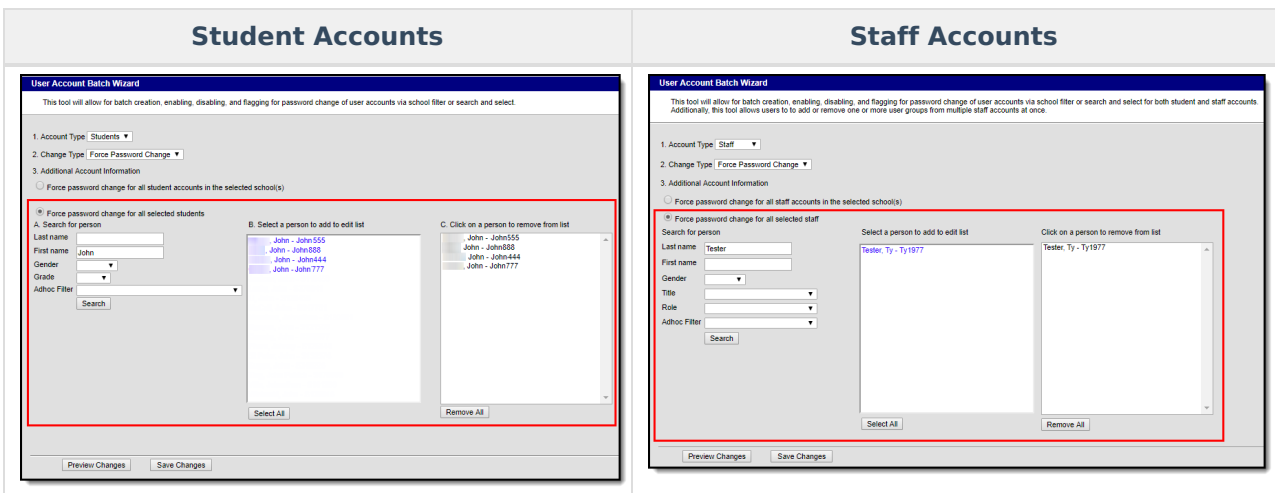 Student Accounts
Staff Accounts
User Account Batch Wizard
This tool will allow for batch creation, enabling, disabling, and flagging for password change of user accounts via school filter or search and select.
1. Account Type Students
2. Change Type Force Password Change
3. Additional Account Information
Force password change for all student accounts in the selected school(s)
Force password change for all selected students
A. Search for person
Last name
First name John
Gender
Grade
Adhoc Filter
Search
B. Select a person to add to edit list
, John - John555
, John - John888
, John - John444
, John - John777
Select All
C. Click on a person to remove from list
, John - John555
John - John888
, John - John444
, John - John777
Remove All
Preview Changes Save Changes
User Account Batch Wizard
This tool will allow for batch creation, enabling, disabling, and flagging for password change of user accounts via school filter or search and select for both student and staff accounts.
Additionally, this tool allows users to to add or remove one or more user groups from multiple staff accounts at once.
1. Account Type Staff
2. Change Type Force Password Change
3. Additional Account Information
Force password change for all staff accounts in the selected school(s)
Force password change for all selected staff
Search for person
Last name Tester
First name
Gender
Title
Role
Adhoc Filter
Search
Select a person to add to edit list
Tester, Ty - Ty1977
Select All
Click on a person to remove from list
Tester, Ty - Ty1977
Remove All
Preview Changes Save Changes